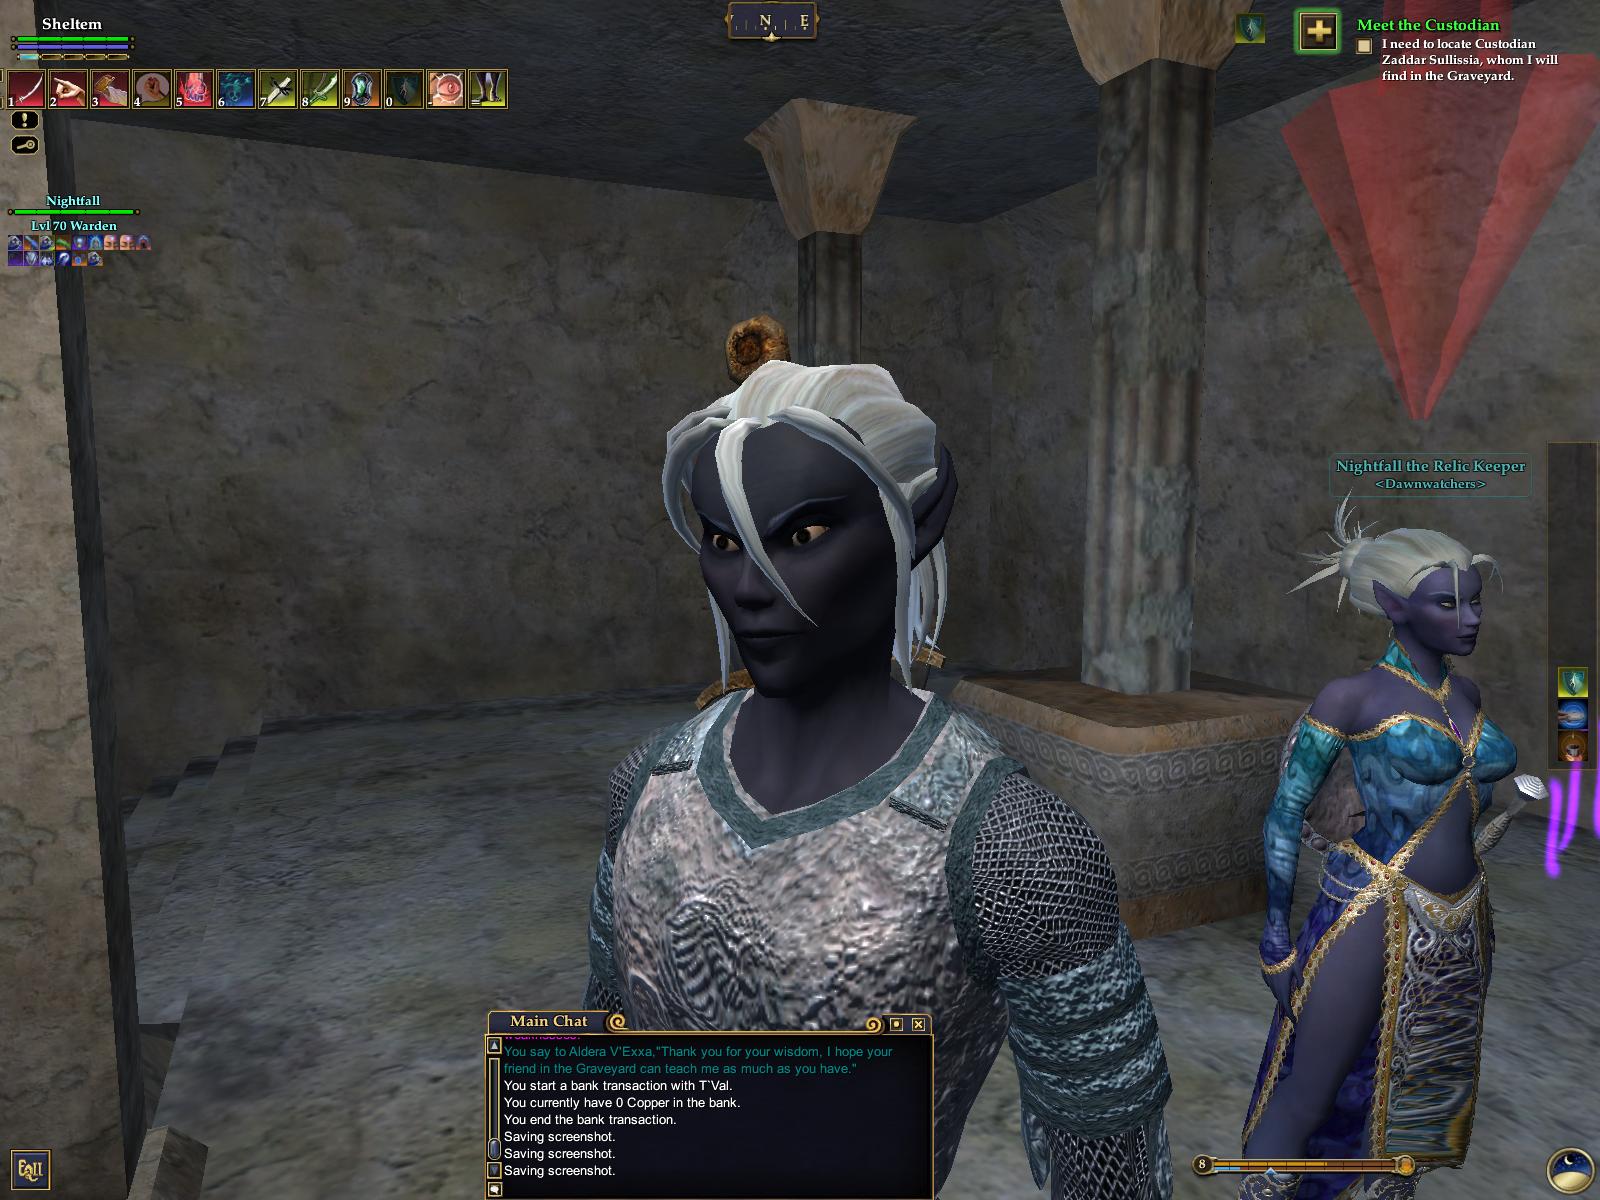 Sheltem
N E
Meet the Custodian
I need to locate Custodian
Zaddar Sullissia, whom I will
find in the Graveyard.
1 2 3 4 5 6 7 8 9 0 - =
Nightfall
Lvl 70 Warden
Nightfall the Relic Keeper
<Dawnwatchers>
Main Chat
You say to Aldera V'Exxa,"Thank you for your wisdom, I hope your
friend in the Graveyard can teach me as much as you have."
You start a bank transaction with T`Val.
You currently have 0 Copper in the bank.
You end the bank transaction.
Saving screenshot.
Saving screenshot.
Saving screenshot.
EQII
8